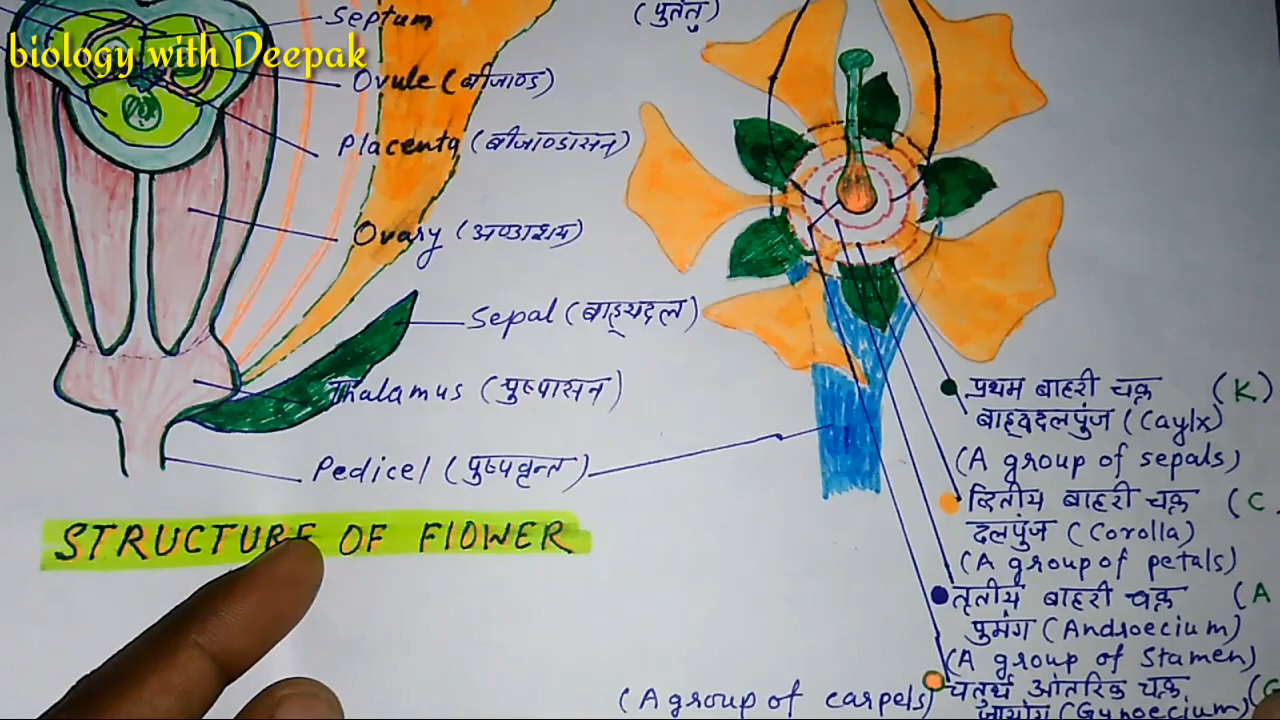 biology with Deepak
Septum
Ovule (बीजाण्ड)
Placenta (बीजाण्डासन)
Ovary (अण्डाशय)
Sepal (बाह्यदल)
Thalamus (पुष्पासन)
Pedicel (पुष्पवृन्त)
STRUCTURE OF FlOWER
(पुतंतु)
प्रथम बाहरी चक्र (K)
बाह्यदलपुंज (Caylx)
(A group of sepals)
द्वितीय बाहरी चक्र (C
दलपुंज (Corolla)
(A group of petals)
तृतीय बाहरी चक्र (A
पुमंग (Androecium)
(A group of Stamen)
चतुर्थ आंतरिक चक्र (G
जायांग (Gynoecium)
(A group of carpels)